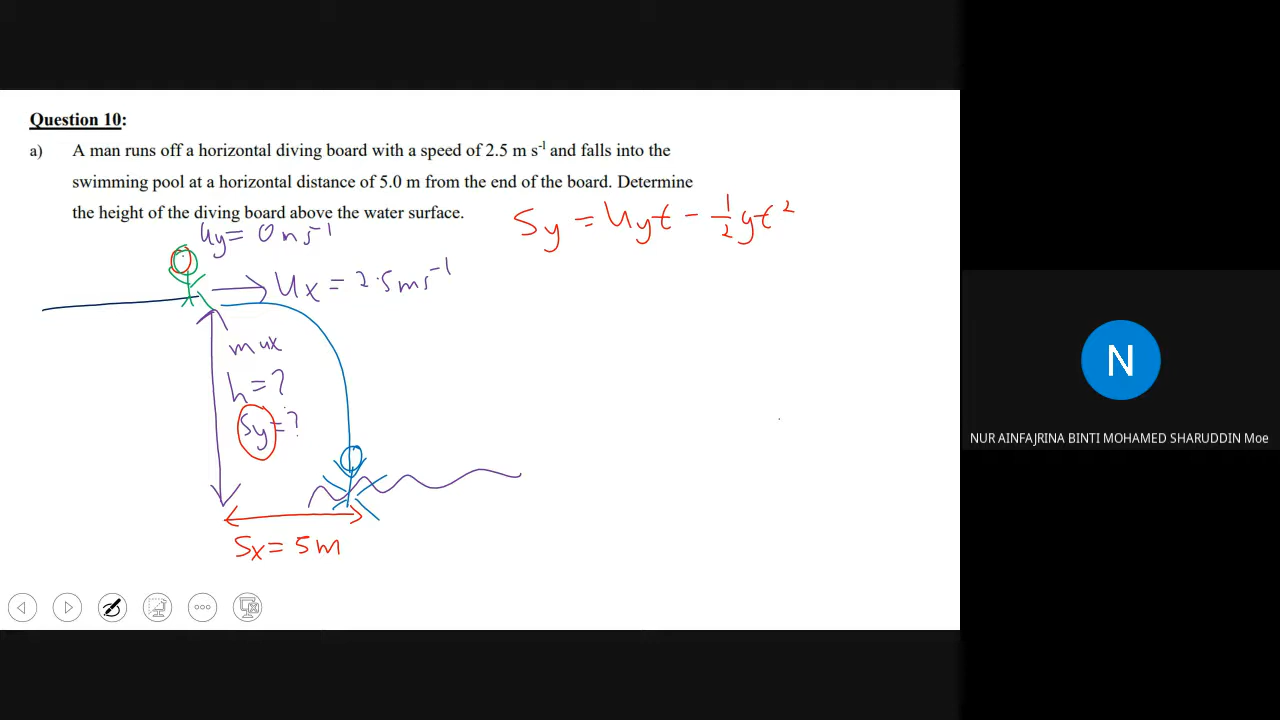 Question 10:
a) A man runs off a horizontal diving board with a speed of 2.5 m s⁻¹ and falls into the
swimming pool at a horizontal distance of 5.0 m from the end of the board. Determine
the height of the diving board above the water surface.
Sy = Uyt - 1/2 gt²
Uy = 0 m s⁻¹
Ux = 2.5 m s⁻¹
max
h = ?
Sy = ?
Sx = 5 m
N
NUR AINFAJRINA BINTI MOHAMED SHARUDDIN Moe